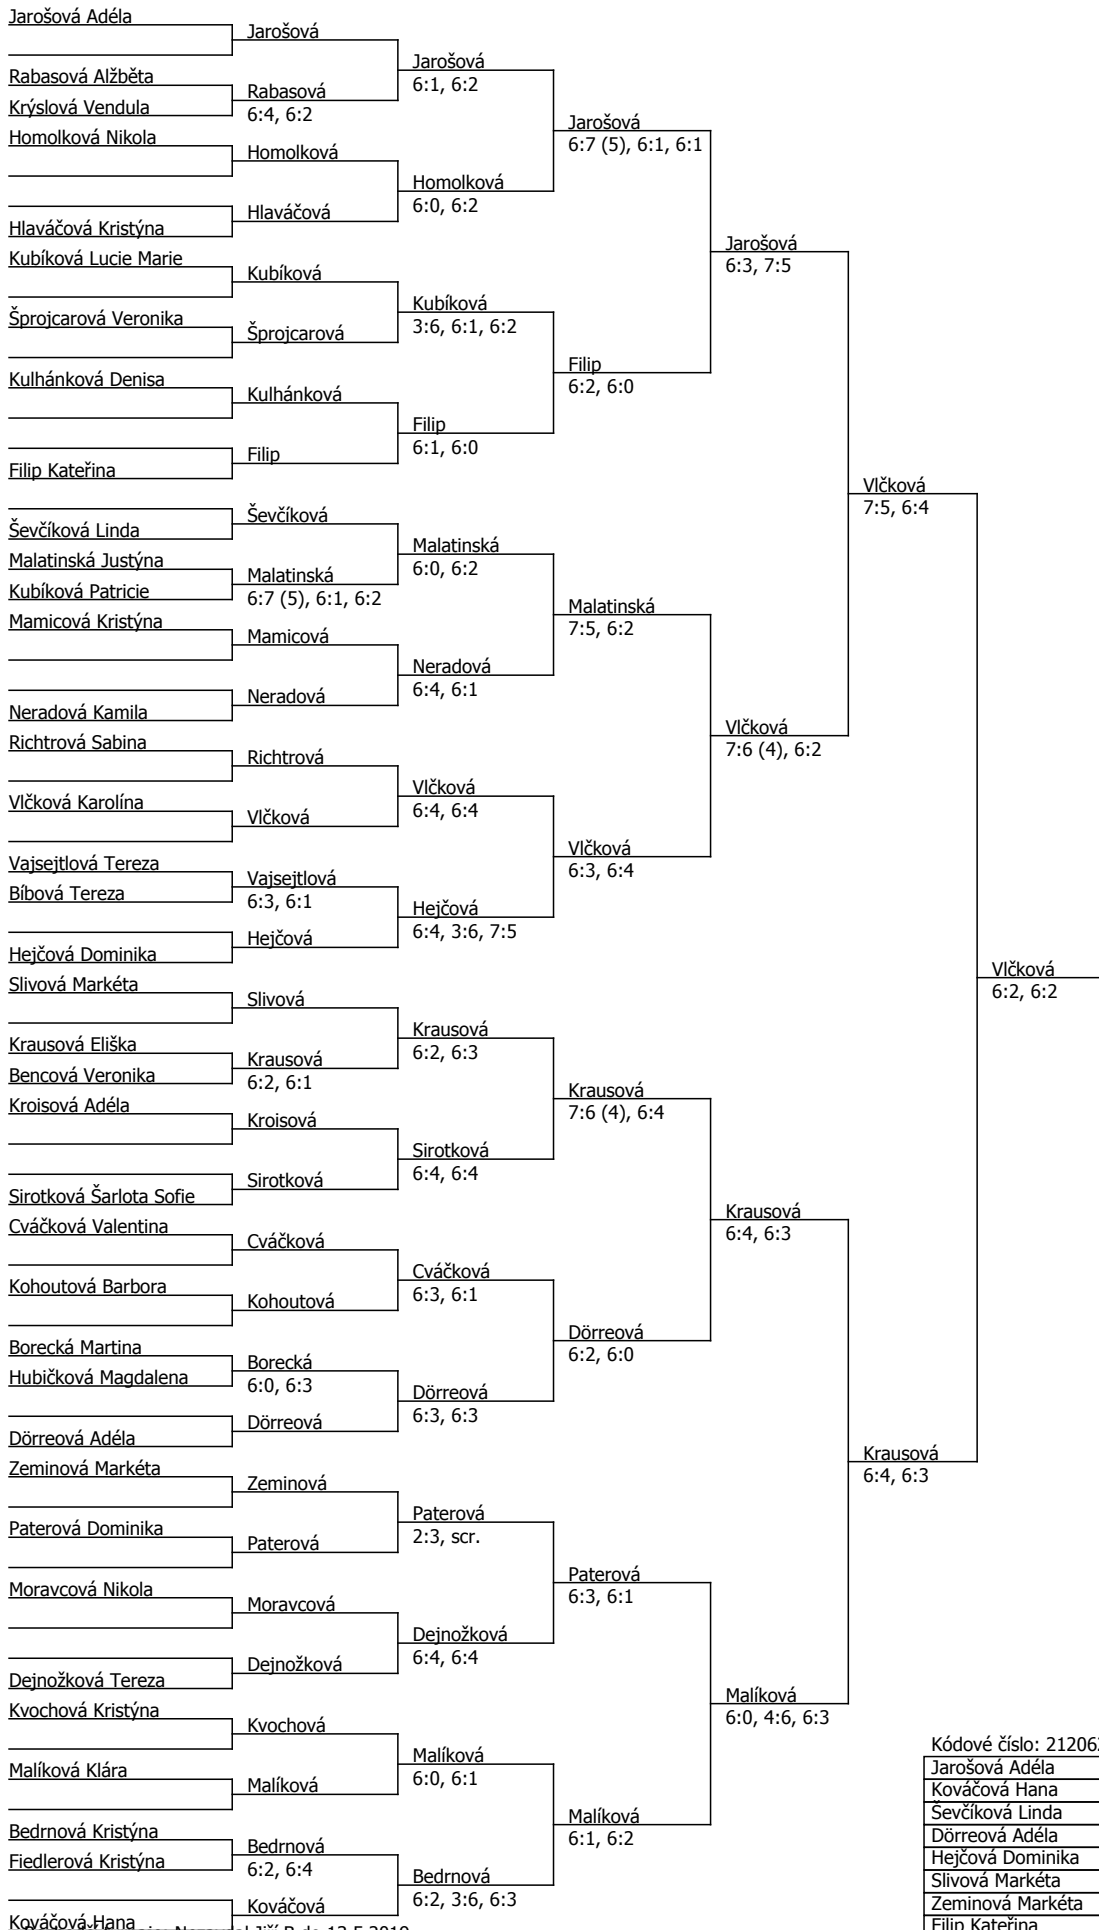 Jarošová Adéla
Rabasová Alžběta
Krýslová Vendula
Homolková Nikola
Hlaváčová Kristýna
Kubíková Lucie Marie
Šprojcarová Veronika
Kulhánková Denisa
Filip Kateřina
Ševčíková Linda
Malatinská Justýna
Kubíková Patricie
Mamicová Kristýna
Neradová Kamila
Richtrová Sabina
Vlčková Karolína
Vajsejtlová Tereza
Bíbová Tereza
Hejčová Dominika
Slivová Markéta
Krausová Eliška
Bencová Veronika
Kroisová Adéla
Sirotková Šarlota Sofie
Cváčková Valentina
Kohoutová Barbora
Borecká Martina
Hubičková Magdalena
Dörreová Adéla
Zeminová Markéta
Paterová Dominika
Moravcová Nikola
Dejnožková Tereza
Kvochová Kristýna
Malíková Klára
Bedrnová Kristýna
Fiedlerová Kristýna
Kováčová Hana
Jarošová
Rabasová
6:4, 6:2
Homolková
Hlaváčová
Kubíková
Šprojcarová
Kulhánková
Filip
Ševčíková
Malatinská
6:7 (5), 6:1, 6:2
Mamicová
Neradová
Richtrová
Vlčková
Vajsejtlová
6:3, 6:1
Hejčová
Slivová
Krausová
6:2, 6:1
Kroisová
Sirotková
Cváčková
Kohoutová
Borecká
6:0, 6:3
Dörreová
Zeminová
Paterová
Moravcová
Dejnožková
Kvochová
Malíková
Bedrnová
6:2, 6:4
Kováčová
Jarošová
6:1, 6:2
Homolková
6:0, 6:2
Kubíková
3:6, 6:1, 6:2
Filip
6:1, 6:0
Malatinská
6:0, 6:2
Neradová
6:4, 6:1
Vlčková
6:4, 6:4
Hejčová
6:4, 3:6, 7:5
Krausová
6:2, 6:3
Sirotková
6:4, 6:4
Cváčková
6:3, 6:1
Dörreová
6:3, 6:3
Paterová
2:3, scr.
Dejnožková
6:4, 6:4
Malíková
6:0, 6:1
Bedrnová
6:2, 3:6, 6:3
Jarošová
6:7 (5), 6:1, 6:1
Filip
6:2, 6:0
Malatinská
7:5, 6:2
Vlčková
6:3, 6:4
Krausová
7:6 (4), 6:4
Dörreová
6:2, 6:0
Paterová
6:3, 6:1
Malíková
6:1, 6:2
Jarošová
6:3, 7:5
Vlčková
7:6 (4), 6:2
Krausová
6:4, 6:3
Malíková
6:0, 4:6, 6:3
Vlčková
7:5, 6:4
Krausová
6:4, 6:3
Vlčková
6:2, 6:2
Kódové číslo: 21206
Jarošová Adéla
Kováčová Hana
Ševčíková Linda
Dörreová Adéla
Hejčová Dominika
Slivová Markéta
Zeminová Markéta
Filip Kateřina